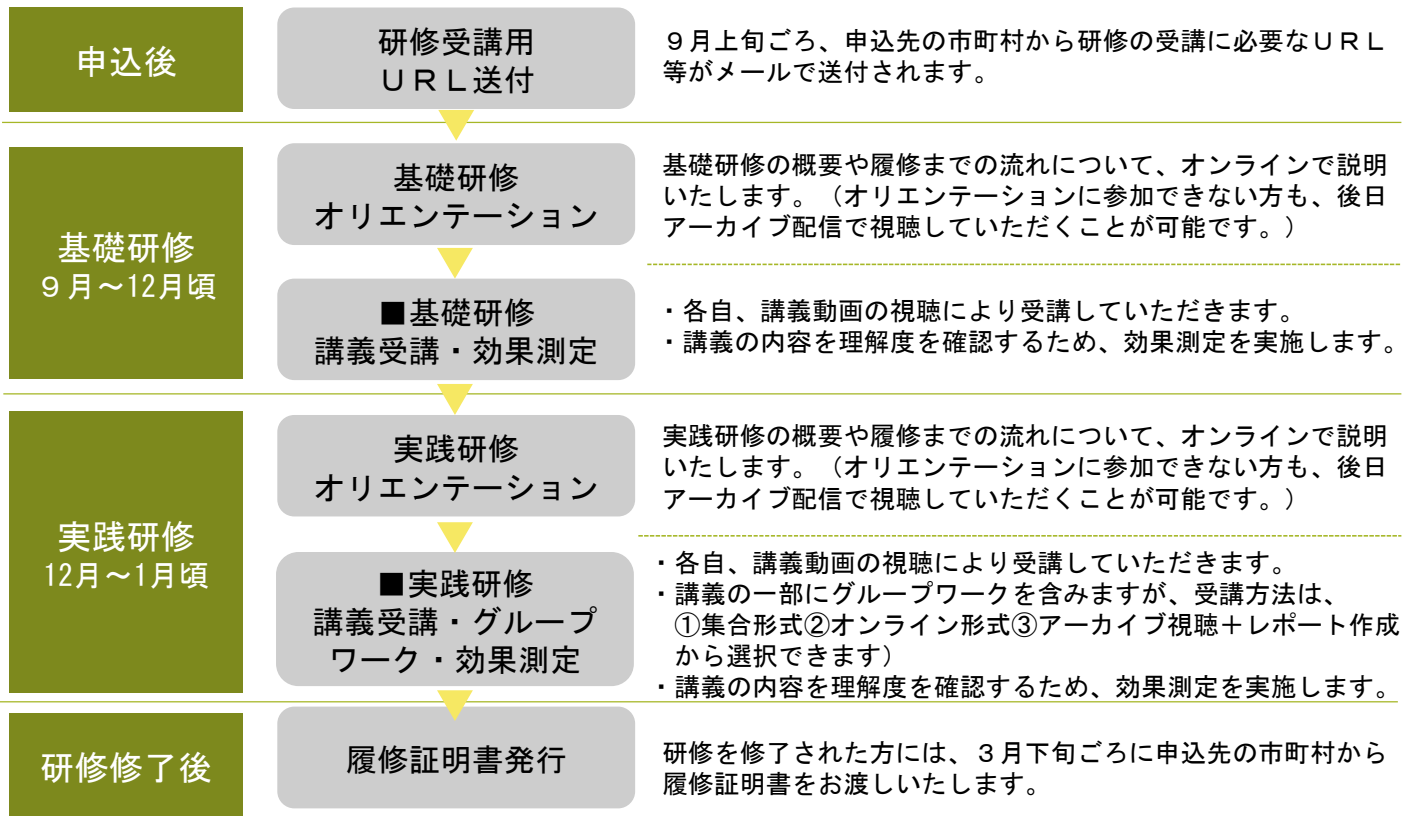 申込後
研修受講用
ＵＲＬ送付
９月上旬ごろ、申込先の市町村から研修の受講に必要なＵＲＬ
等がメールで送付されます。
基礎研修
９月～12月頃
基礎研修
オリエンテーション
基礎研修の概要や履修までの流れについて、オンラインで説明
いたします。（オリエンテーションに参加できない方も、後日
アーカイブ配信で視聴していただくことが可能です。）
■基礎研修
講義受講・効果測定
・各自、講義動画の視聴により受講していただきます。
・講義の内容を理解度を確認するため、効果測定を実施します。
実践研修
12月～1月頃
実践研修
オリエンテーション
実践研修の概要や履修までの流れについて、オンラインで説明
いたします。（オリエンテーションに参加できない方も、後日
アーカイブ配信で視聴していただくことが可能です。）
■実践研修
講義受講・グループ
ワーク・効果測定
・各自、講義動画の視聴により受講していただきます。
・講義の一部にグループワークを含みますが、受講方法は、
①集合形式②オンライン形式③アーカイブ視聴＋レポート作成
から選択できます）
・講義の内容を理解度を確認するため、効果測定を実施します。
研修修了後
履修証明書発行
研修を修了された方には、３月下旬ごろに申込先の市町村から
履修証明書をお渡しいたします。